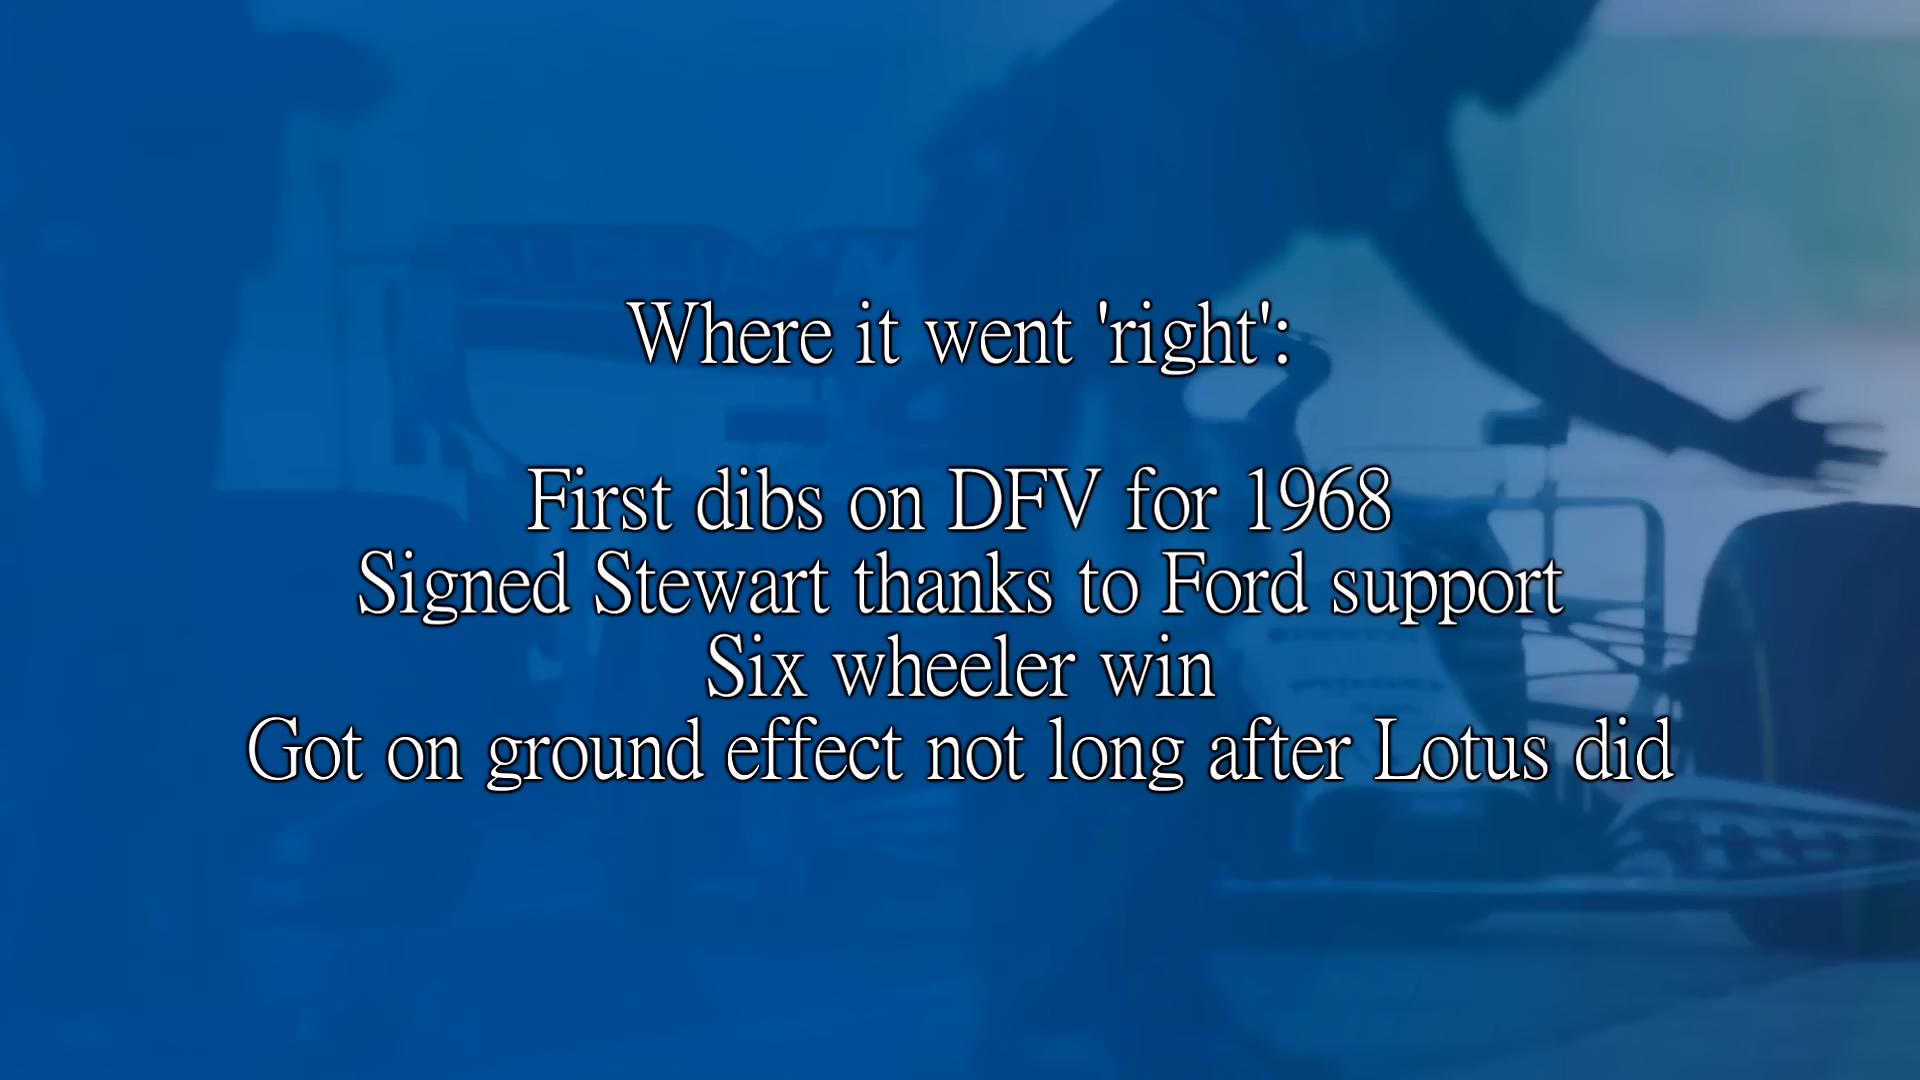 ALPHA
Where it went 'right':
First dibs on DFV for 1968
Signed Stewart thanks to Ford support
Six wheeler win
Got on ground effect not long after Lotus did